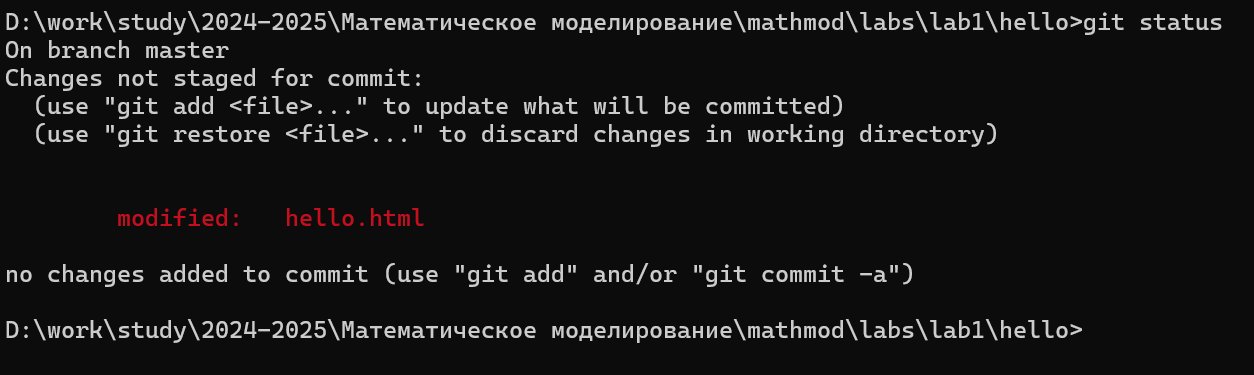 D:\work\study\2024-2025\Математическое моделирование\mathmod\labs\lab1\hello>git status
On branch master
Changes not staged for commit:
  (use "git add <file>..." to update what will be committed)
  (use "git restore <file>..." to discard changes in working directory)
        modified:   hello.html
no changes added to commit (use "git add" and/or "git commit -a")
D:\work\study\2024-2025\Математическое моделирование\mathmod\labs\lab1\hello>